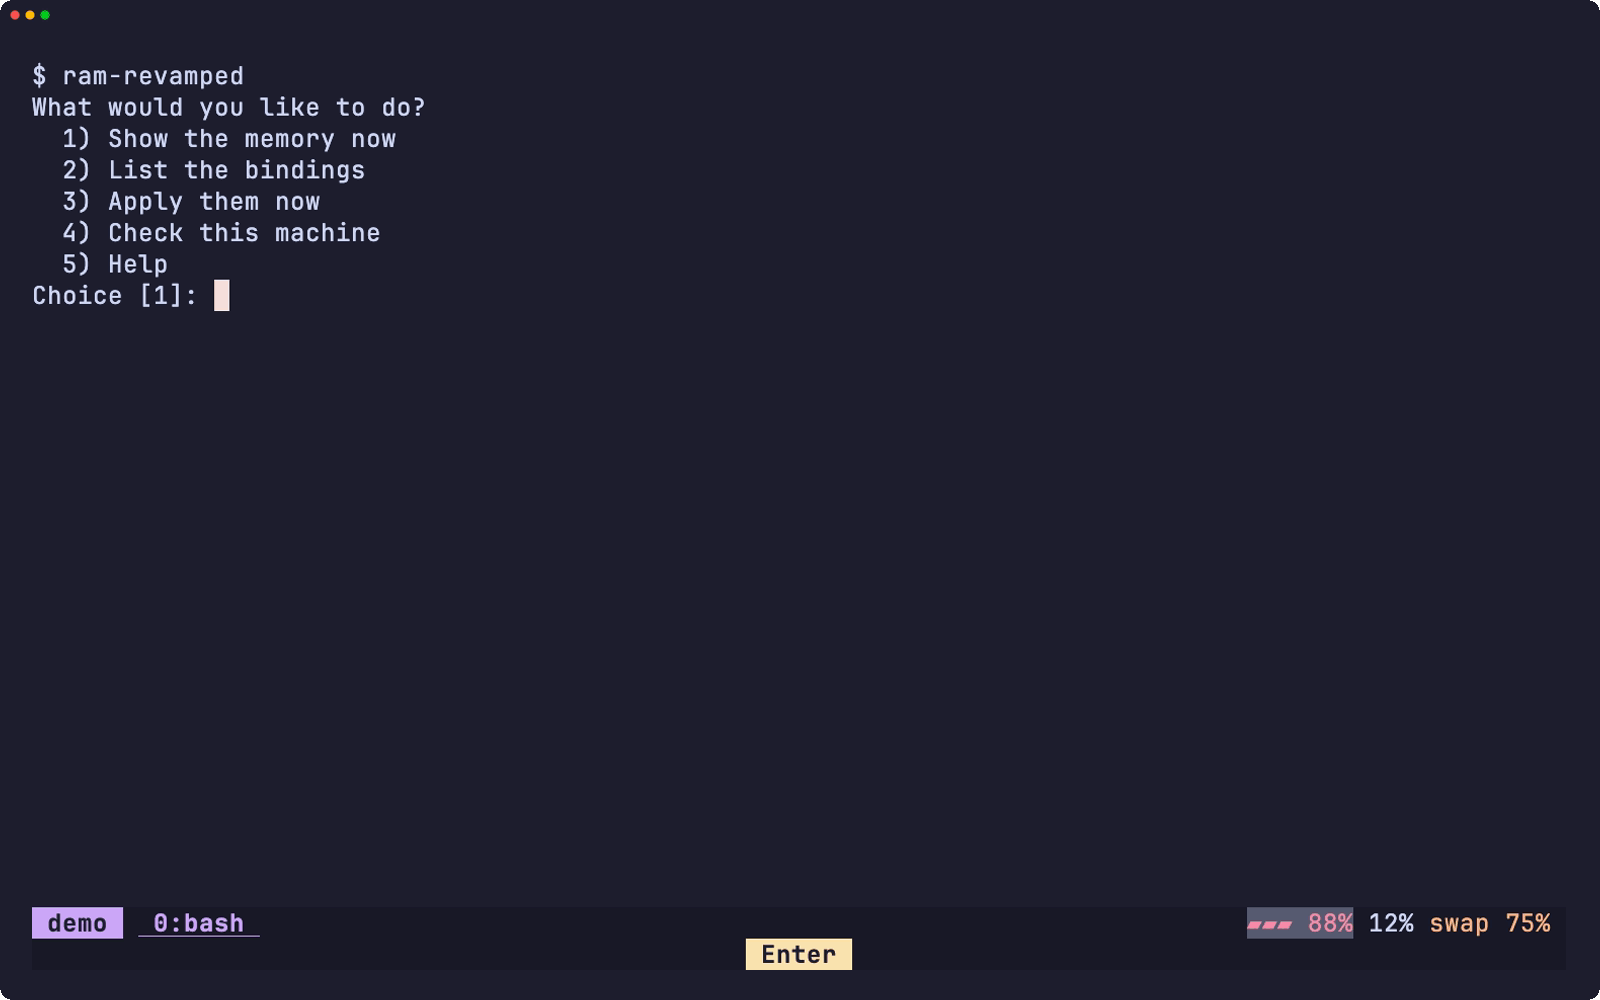 $ ram-revamped
What would you like to do?
  1) Show the memory now
  2) List the bindings
  3) Apply them now
  4) Check this machine
  5) Help
Choice [1]:
demo 0:bash ▰▰▰ 88% 12% swap 75%
Enter